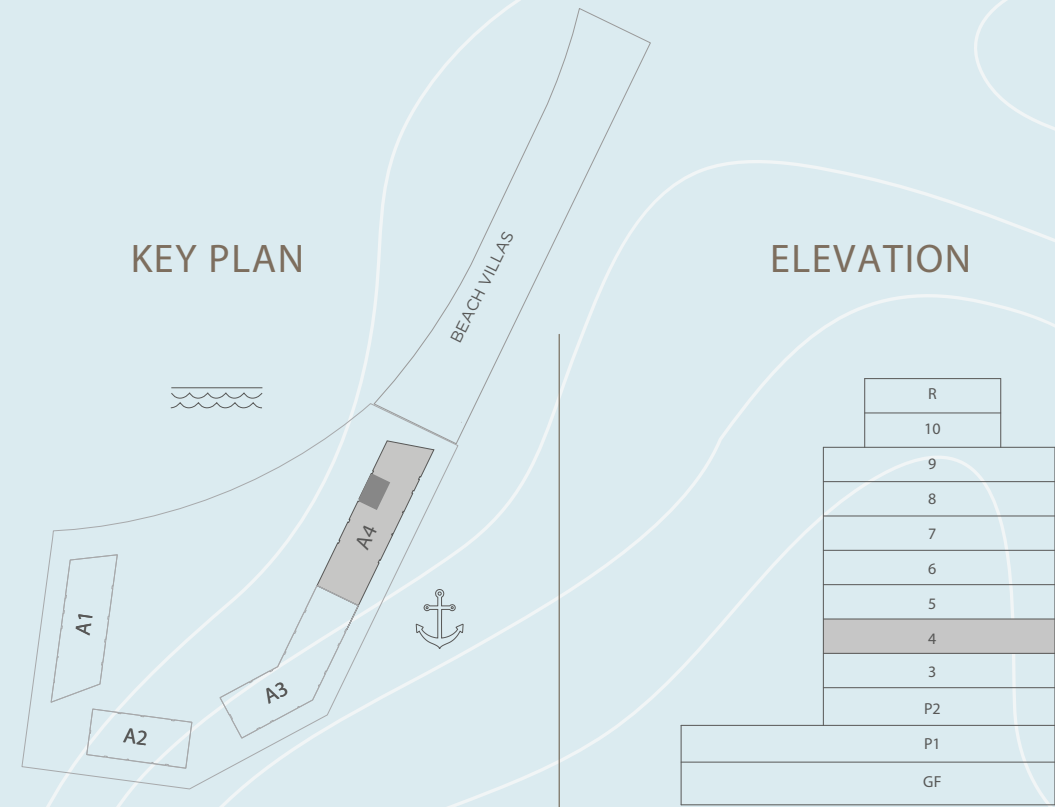 KEY PLAN
BEACH VILLAS
A4
A1
A3
A2
ELEVATION
R
10
9
8
7
6
5
4
3
P2
P1
GF